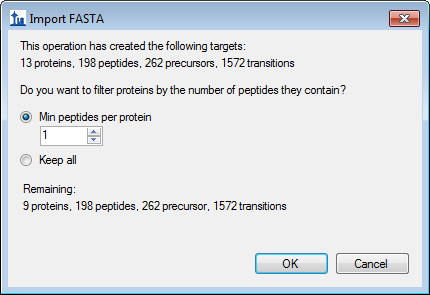 Import FASTA
This operation has created the following targets:
13 proteins, 198 peptides, 262 precursors, 1572 transitions
Do you want to filter proteins by the number of peptides they contain?
Min peptides per protein
1
Keep all
Remaining:
9 proteins, 198 peptides, 262 precursor, 1572 transitions
OK
Cancel